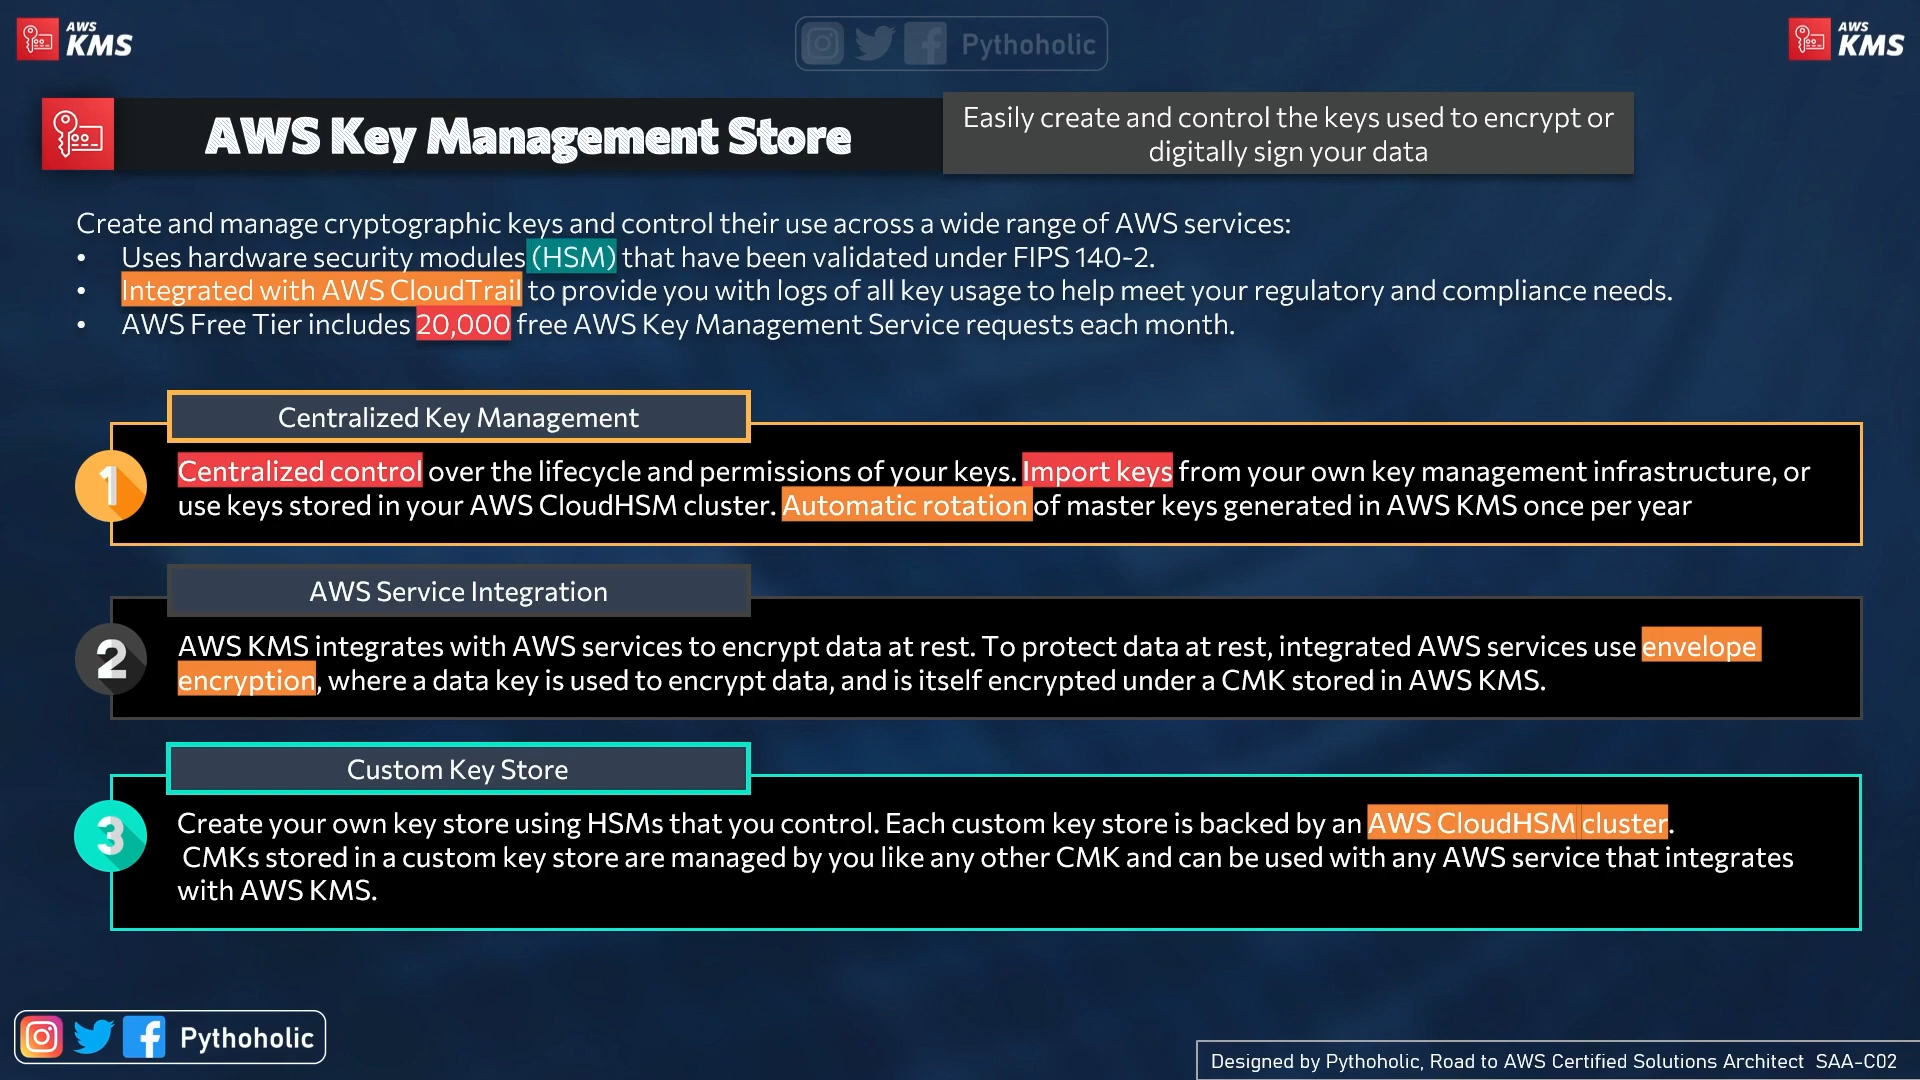 AWS
KMS
Pythoholic
AWS
KMS
AWS Key Management Store
Easily create and control the keys used to encrypt or
digitally sign your data
Create and manage cryptographic keys and control their use across a wide range of AWS services:
• Uses hardware security modules (HSM) that have been validated under FIPS 140-2.
• Integrated with AWS CloudTrail to provide you with logs of all key usage to help meet your regulatory and compliance needs.
• AWS Free Tier includes 20,000 free AWS Key Management Service requests each month.
Centralized Key Management
1
Centralized control over the lifecycle and permissions of your keys. Import keys from your own key management infrastructure, or
use keys stored in your AWS CloudHSM cluster. Automatic rotation of master keys generated in AWS KMS once per year
AWS Service Integration
2
AWS KMS integrates with AWS services to encrypt data at rest. To protect data at rest, integrated AWS services use envelope
encryption, where a data key is used to encrypt data, and is itself encrypted under a CMK stored in AWS KMS.
Custom Key Store
3
Create your own key store using HSMs that you control. Each custom key store is backed by an AWS CloudHSM cluster.
CMKs stored in a custom key store are managed by you like any other CMK and can be used with any AWS service that integrates
with AWS KMS.
Pythoholic
Designed by Pythoholic, Road to AWS Certified Solutions Architect SAA-C02